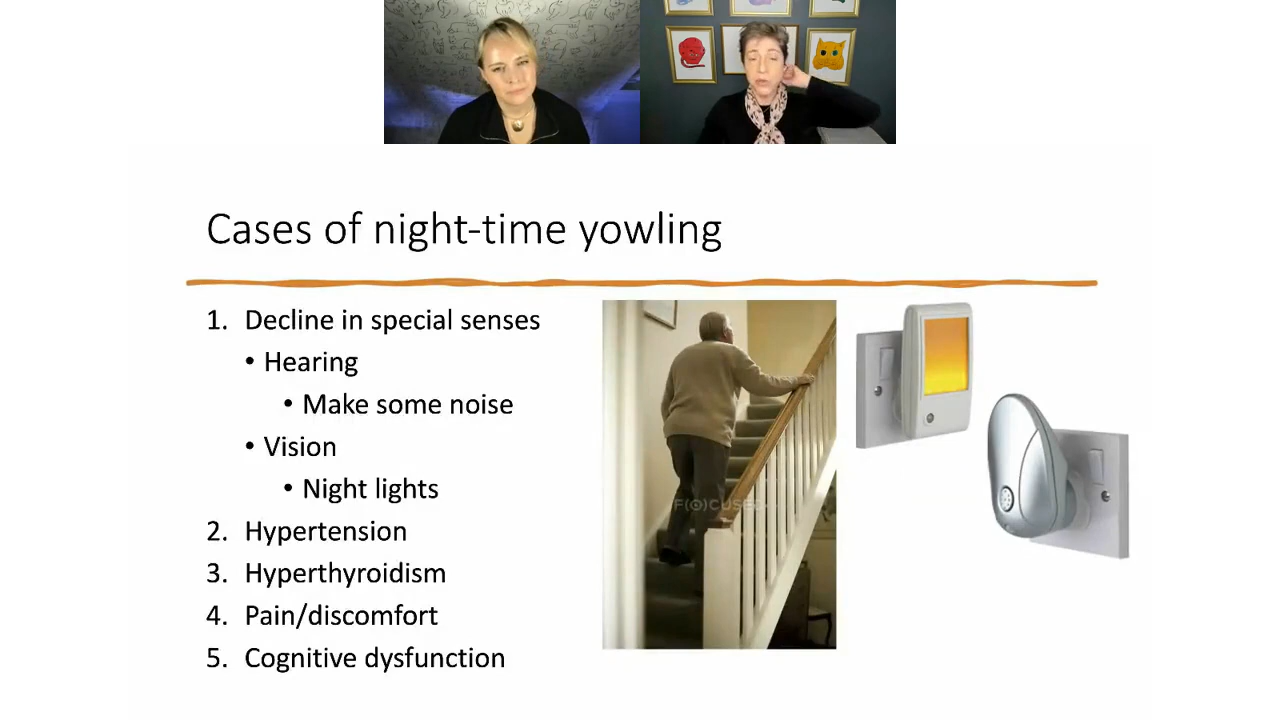 Cases of night-time yowling
1. Decline in special senses
• Hearing
• Make some noise
• Vision
• Night lights
2. Hypertension
3. Hyperthyroidism
4. Pain/discomfort
5. Cognitive dysfunction
F(O)CUSED